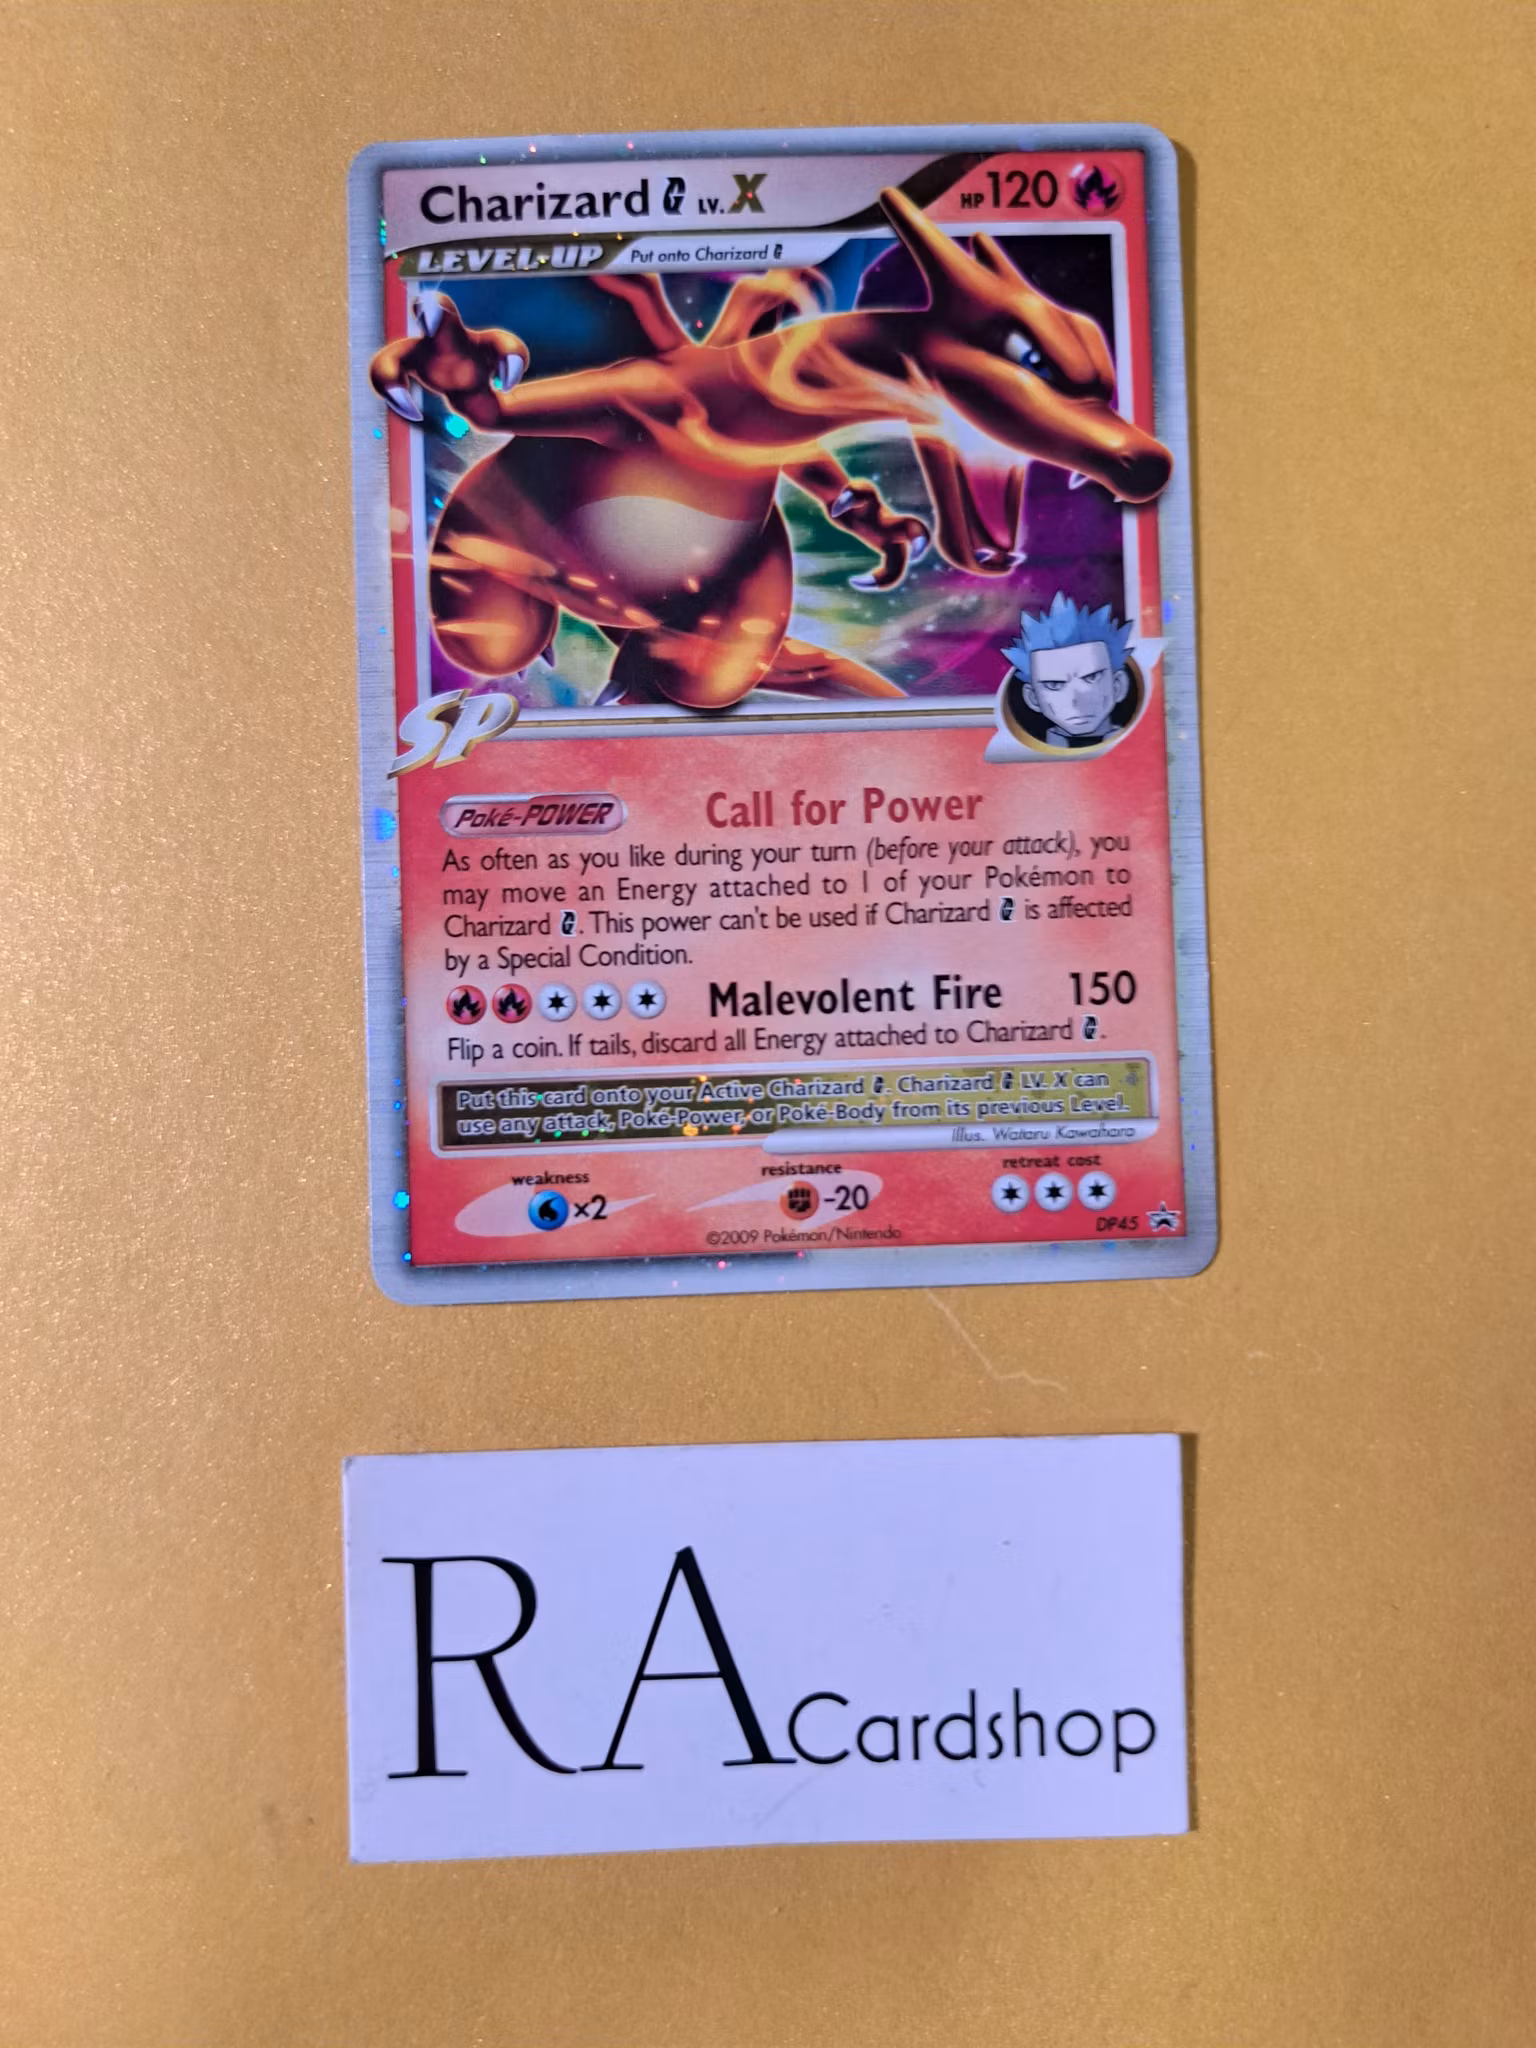 Charizard G LV.X HP 120
LEVEL-UP Put onto Charizard G
SP
Poké-POWER Call for Power
As often as you like during your turn (before your attack), you
may move an Energy attached to 1 of your Pokémon to
Charizard G. This power can't be used if Charizard G is affected
by a Special Condition.
Malevolent Fire 150
Flip a coin. If tails, discard all Energy attached to Charizard G.
Put this card onto your Active Charizard G. Charizard G LV. X can
use any attack, Poké-Power, or Poké-Body from its previous Level.
Illus. Wataru Kawahara
weakness resistance retreat cost
×2 -20
DP45
©2009 Pokémon/Nintendo
RA Cardshop